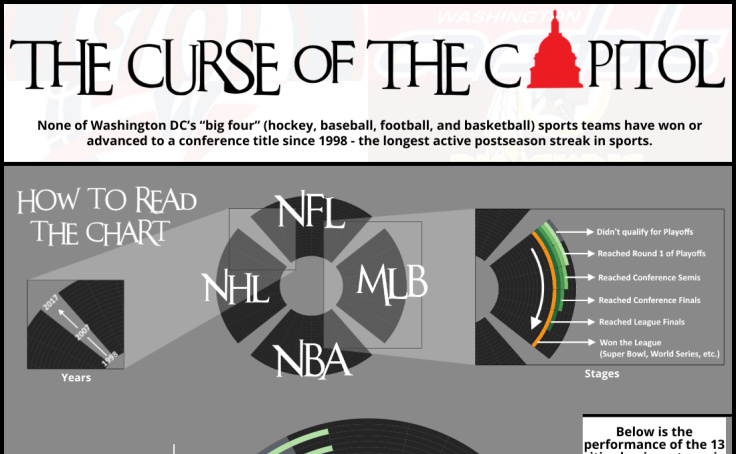 WASHINGTON
THE CURSE OF THE CAPITOL
None of Washington DC's “big four” (hockey, baseball, football, and basketball) sports teams have won or
advanced to a conference title since 1998 - the longest active postseason streak in sports.
HOW TO READ
THE CHART
2017
2007
1998
Years
NFL
NHL
MLB
NBA
Didn't qualify for Playoffs
Reached Round 1 of Playoffs
Reached Conference Semis
Reached Conference Finals
Reached League Finals
Won the League
(Super Bowl, World Series, etc.)
Stages
Below is the
performance of the 13